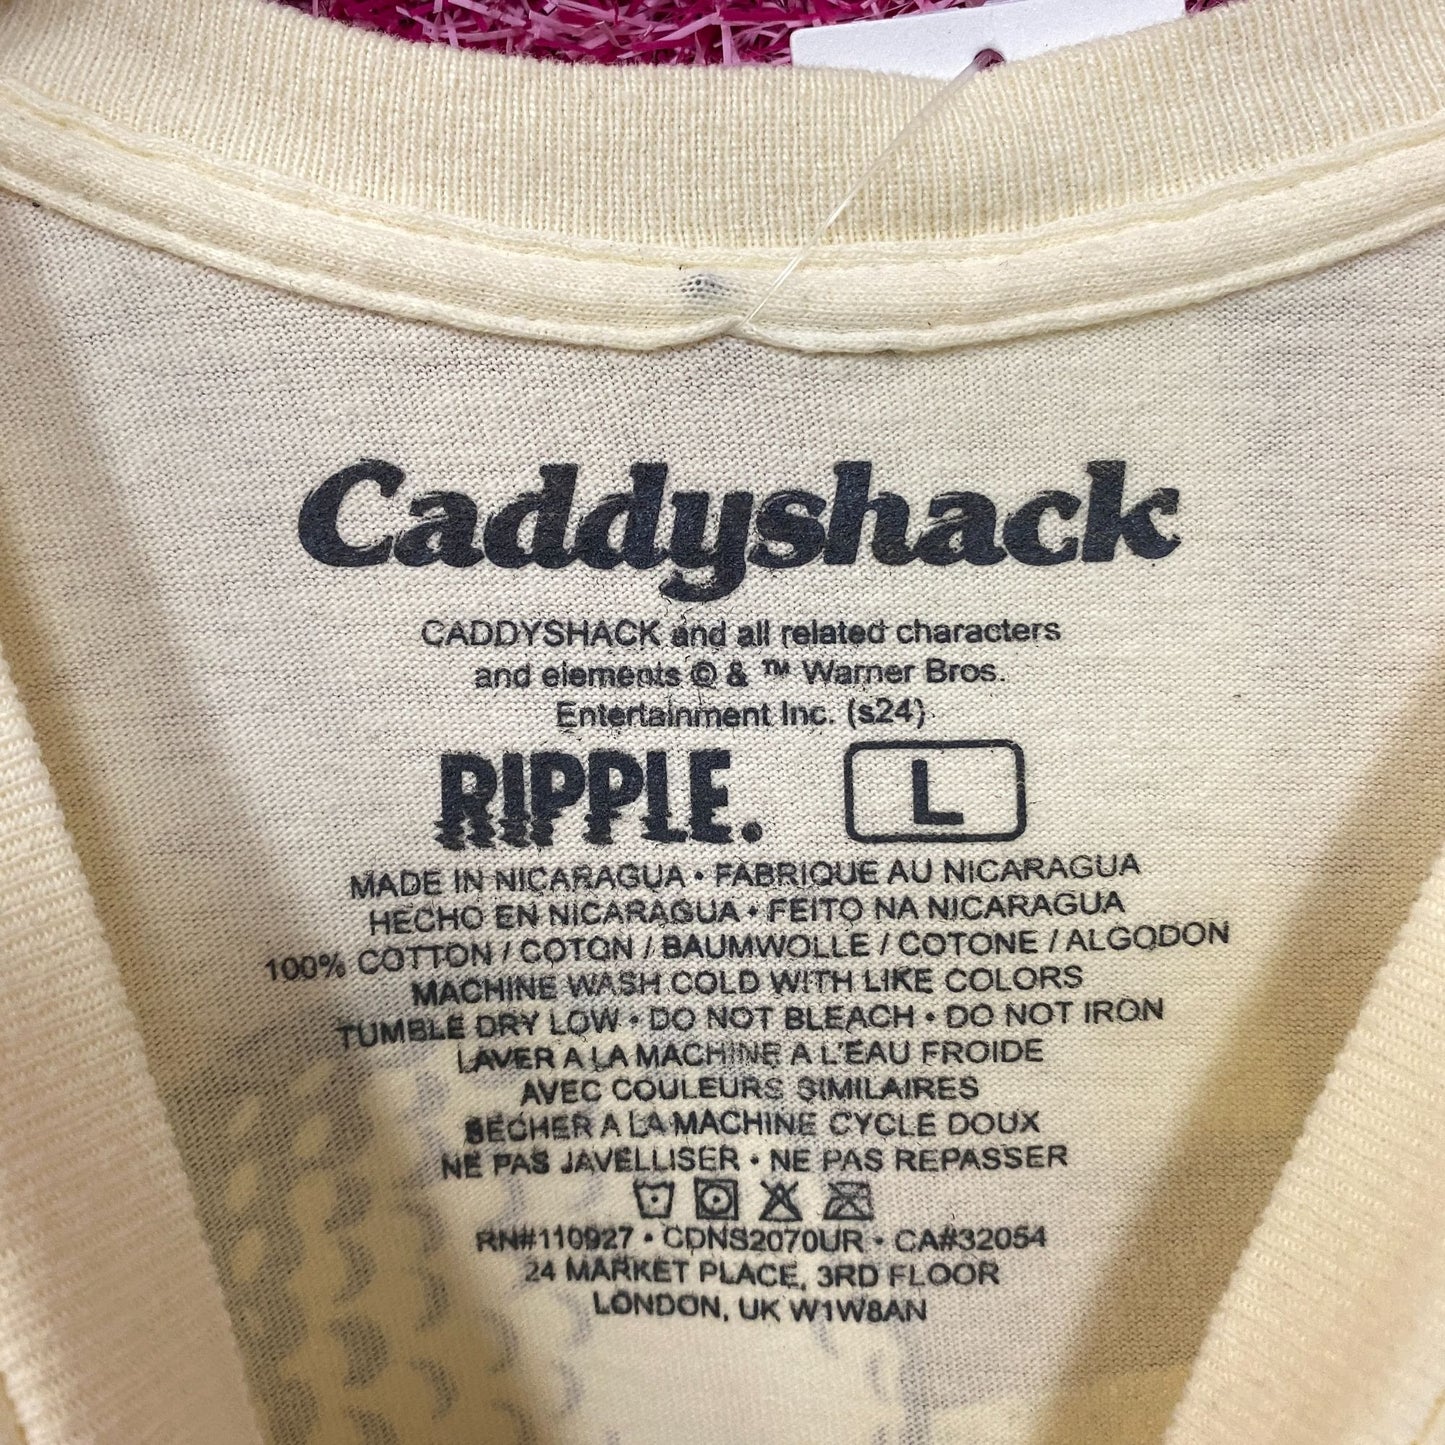 Caddyshack
CADDYSHACK and all related characters
and elements © & ™ Warner Bros.
Entertainment Inc. (s24)
RIPPLE. L
MADE IN NICARAGUA • FABRIQUE AU NICARAGUA
HECHO EN NICARAGUA • FEITO NA NICARAGUA
100% COTTON / COTON / BAUMWOLLE / COTONE / ALGODON
MACHINE WASH COLD WITH LIKE COLORS
TUMBLE DRY LOW • DO NOT BLEACH • DO NOT IRON
LAVER A LA MACHINE A L'EAU FROIDE
AVEC COULEURS SIMILAIRES
SECHER A LA MACHINE CYCLE DOUX
NE PAS JAVELLISER • NE PAS REPASSER
RN#110927 • CDNS2070UR • CA#32054
24 MARKET PLACE, 3RD FLOOR
LONDON, UK W1W8AN